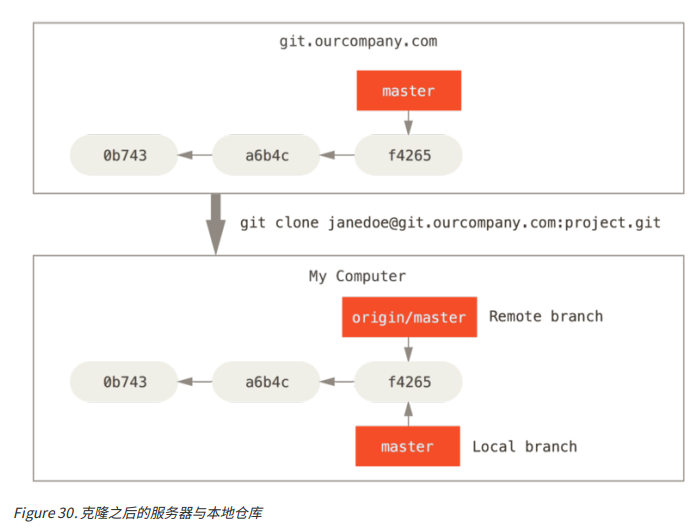 git.ourcompany.com
master
0b743 a6b4c f4265
git clone janedoe@git.ourcompany.com:project.git
My Computer
origin/master Remote branch
0b743 a6b4c f4265
master Local branch
Figure 30. 克隆之后的服务器与本地仓库